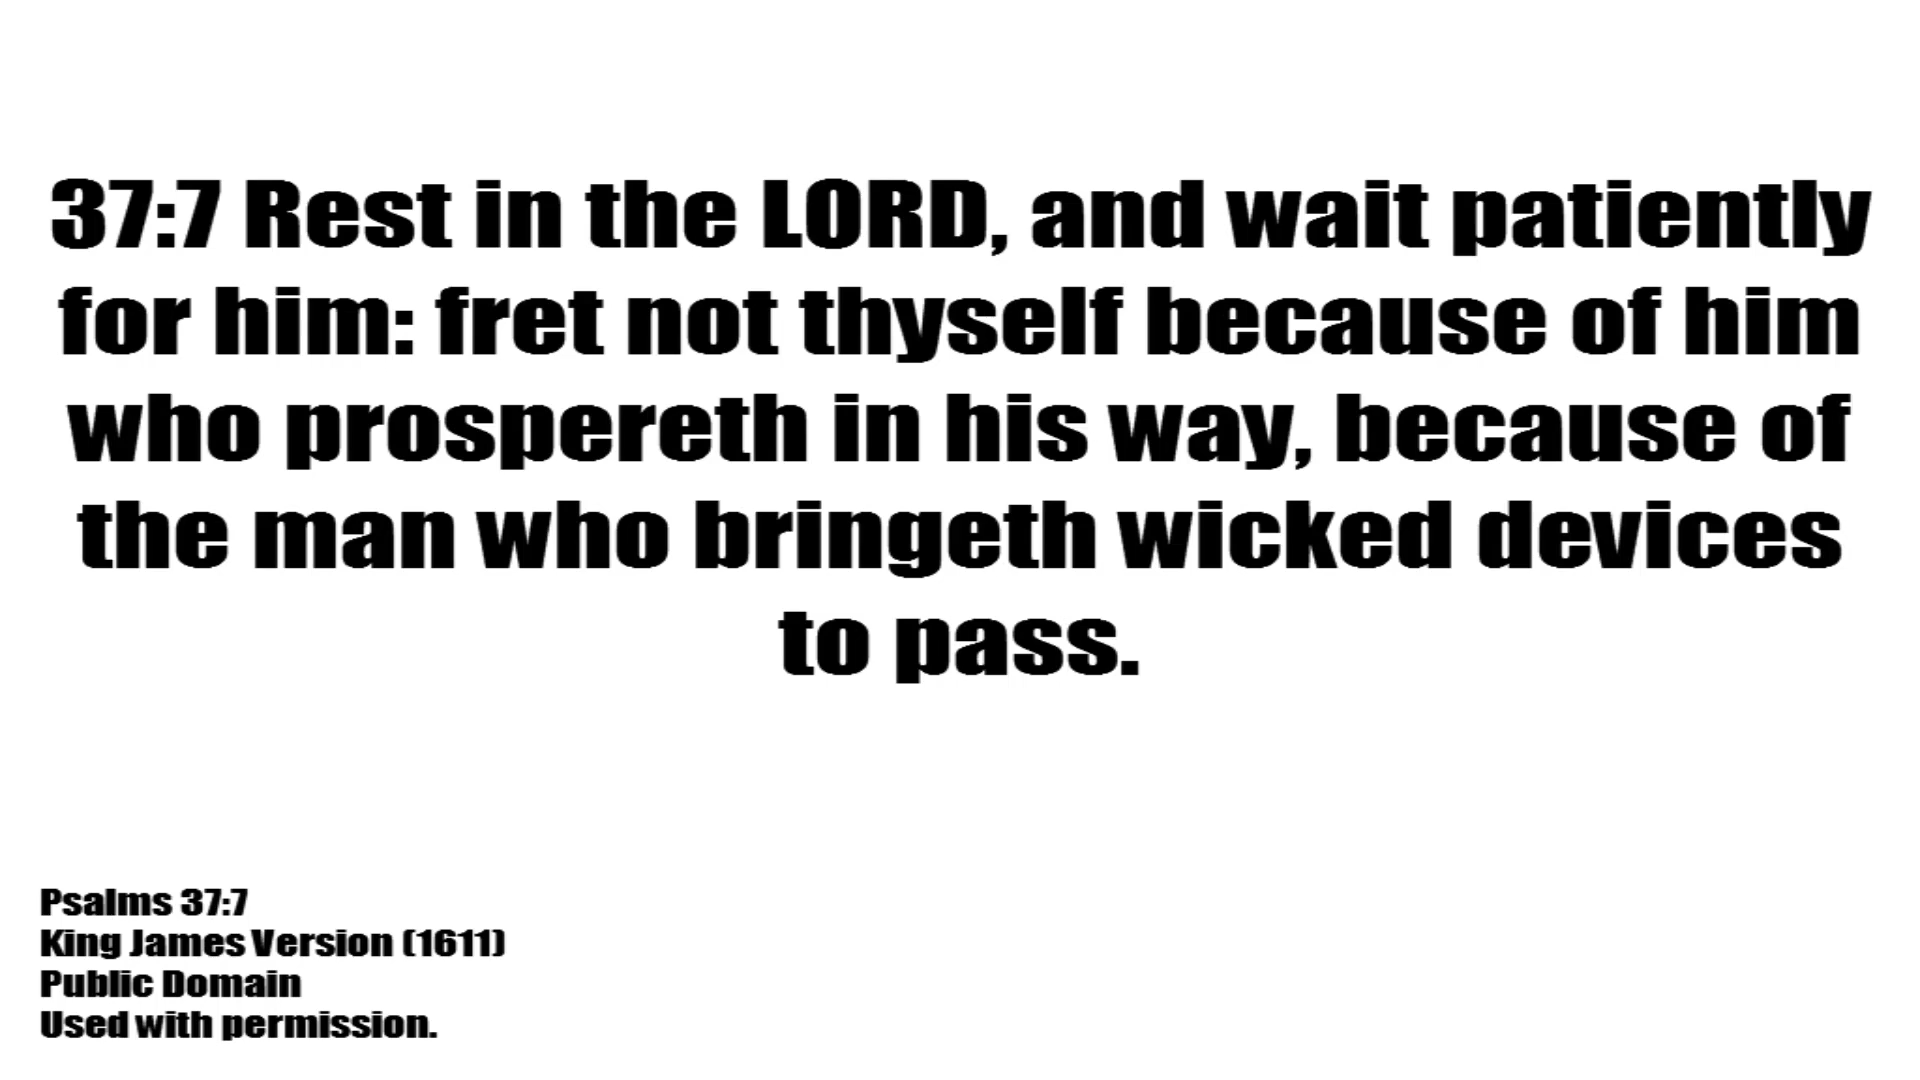 37:7 Rest in the LORD, and wait patiently
for him: fret not thyself because of him
who prospereth in his way, because of
the man who bringeth wicked devices
to pass.
Psalms 37:7
King James Version (1611)
Public Domain
Used with permission.